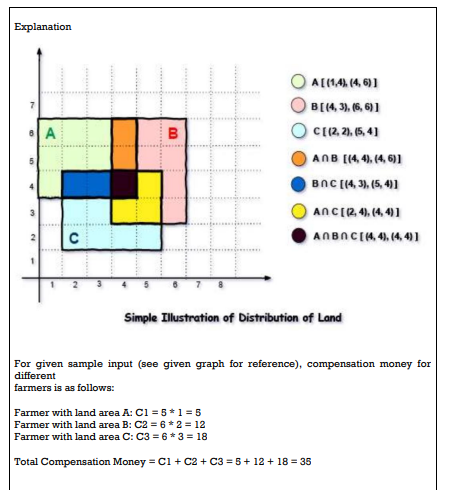 Explanation
A [ (1,4), (4, 6) ]
B [ (4, 3), (6, 6) ]
C [ (2, 2), (5, 4 ]
A∩B [(4, 4), (4, 6)]
B∩C [(4, 3), (5, 4)]
A∩C [ (2, 4), (4, 4) ]
A∩B∩C [ (4, 4), (4, 4) ]
7
6
5
4
3
2
1
A
B
C
1 2 3 4 5 6 7 8
Simple Illustration of Distribution of Land
For given sample input (see given graph for reference), compensation money for
different
farmers is as follows:
Farmer with land area A: C1 = 5 * 1 = 5
Farmer with land area B: C2 = 6 * 2 = 12
Farmer with land area C: C3 = 6 * 3 = 18
Total Compensation Money = C1 + C2 + C3 = 5 + 12 + 18 = 35